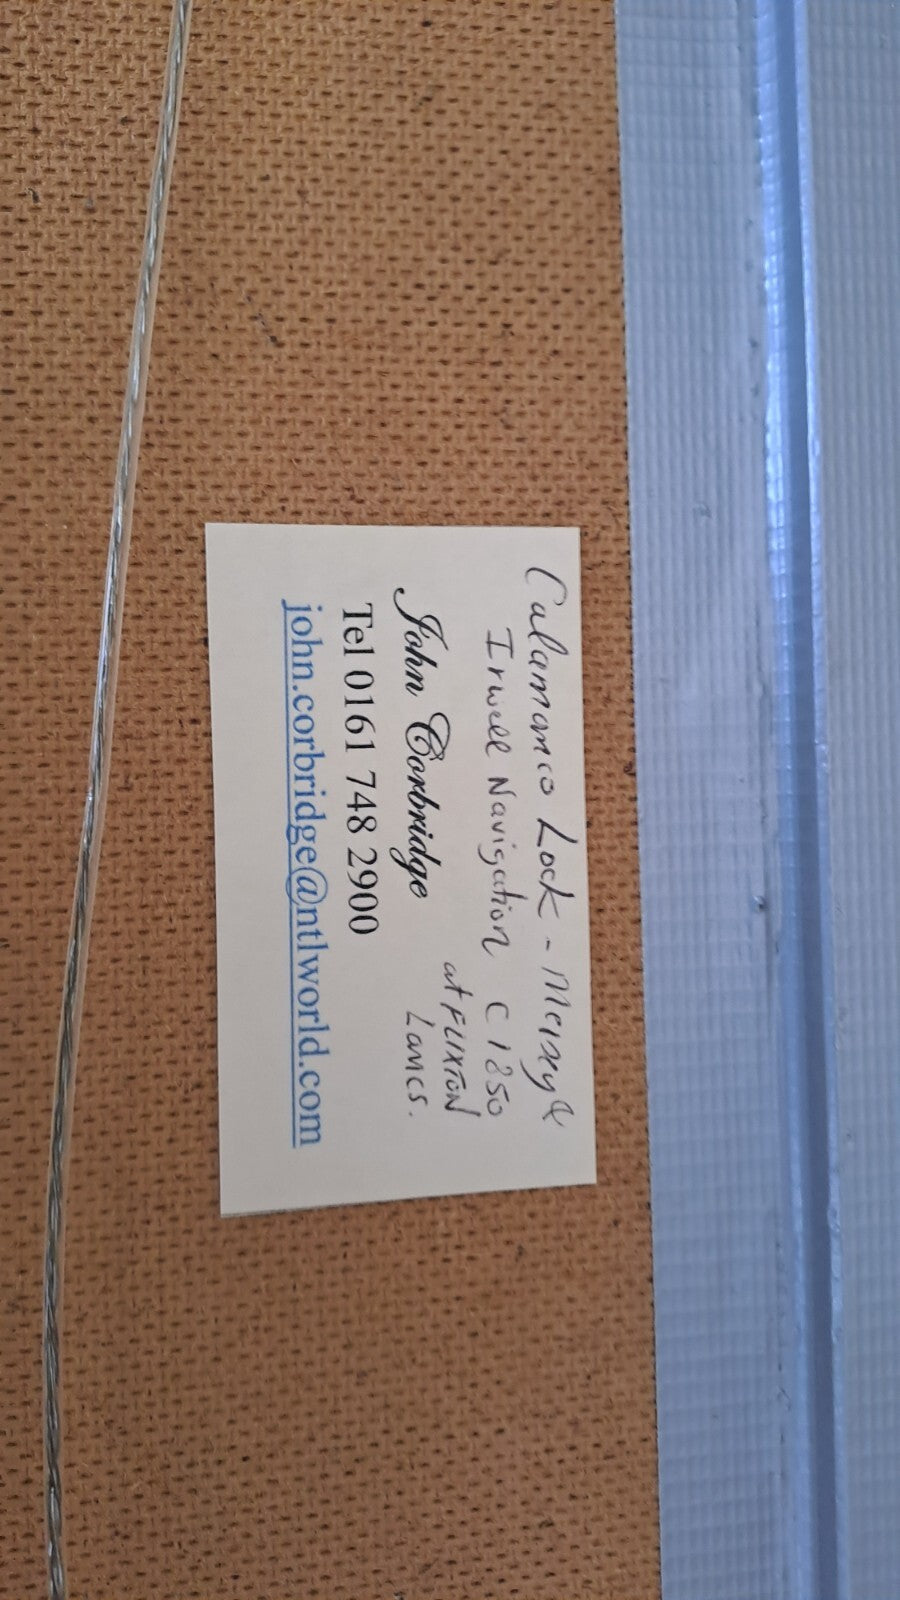 Calamanco Lock - Mersey &
Irwell Navigation C 1850
at FLIXTON
Lancs.
John Corbridge
Tel 0161 748 2900
john.corbridge@ntlworld.com